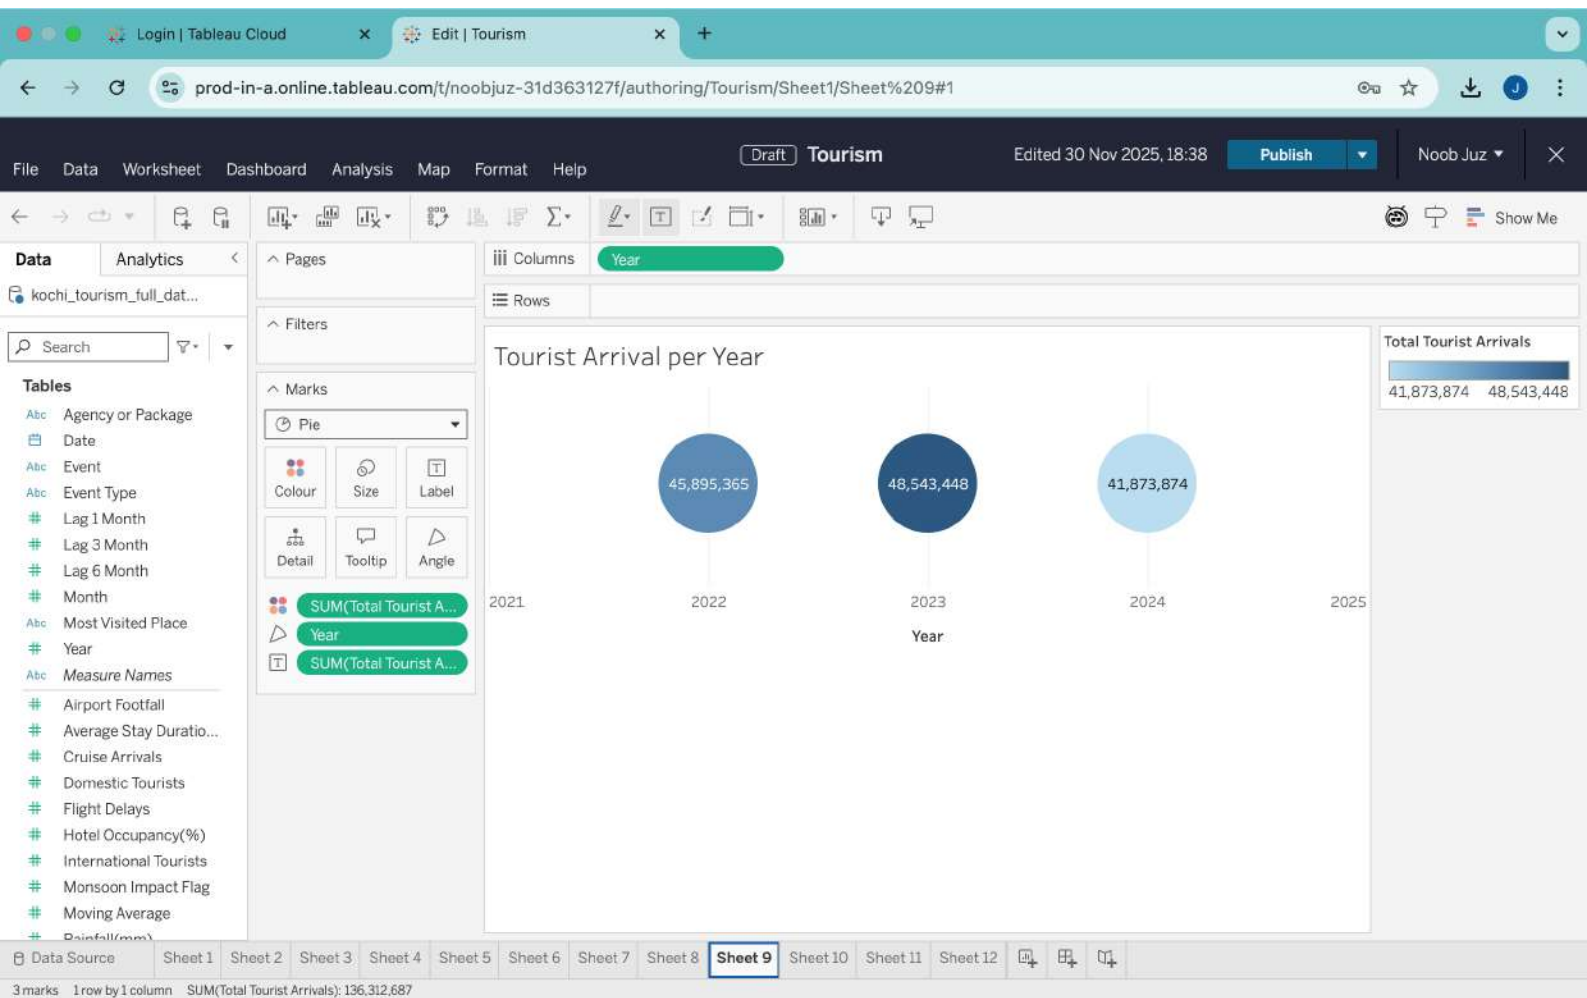 Login | Tableau Cloud
Edit | Tourism
prod-in-a.online.tableau.com/t/noobjuz-31d363127f/authoring/Tourism/Sheet1/Sheet%209#1
J
File Data Worksheet Dashboard Analysis Map Format Help
Draft Tourism
Edited 30 Nov 2025, 18:38
Publish
Noob Juz
Show Me
Data Analytics
kochi_tourism_full_dat...
Search
Tables
Abc Agency or Package
Date
Abc Event
Abc Event Type
# Lag 1 Month
# Lag 3 Month
# Lag 6 Month
# Month
Abc Most Visited Place
# Year
Abc Measure Names
# Airport Footfall
# Average Stay Duratio...
# Cruise Arrivals
# Domestic Tourists
# Flight Delays
# Hotel Occupancy(%)
# International Tourists
# Monsoon Impact Flag
# Moving Average
# Rainfall(mm)
Pages
Filters
Marks
Pie
Colour Size Label
Detail Tooltip Angle
SUM(Total Tourist A...
Year
SUM(Total Tourist A...
Columns Year
Rows
Tourist Arrival per Year
45,895,365 48,543,448 41,873,874
2021 2022 2023 2024 2025
Year
Total Tourist Arrivals
41,873,874 48,543,448
Data Source Sheet 1 Sheet 2 Sheet 3 Sheet 4 Sheet 5 Sheet 6 Sheet 7 Sheet 8 Sheet 9 Sheet 10 Sheet 11 Sheet 12
3 marks 1 row by 1 column SUM(Total Tourist Arrivals): 136,312,687